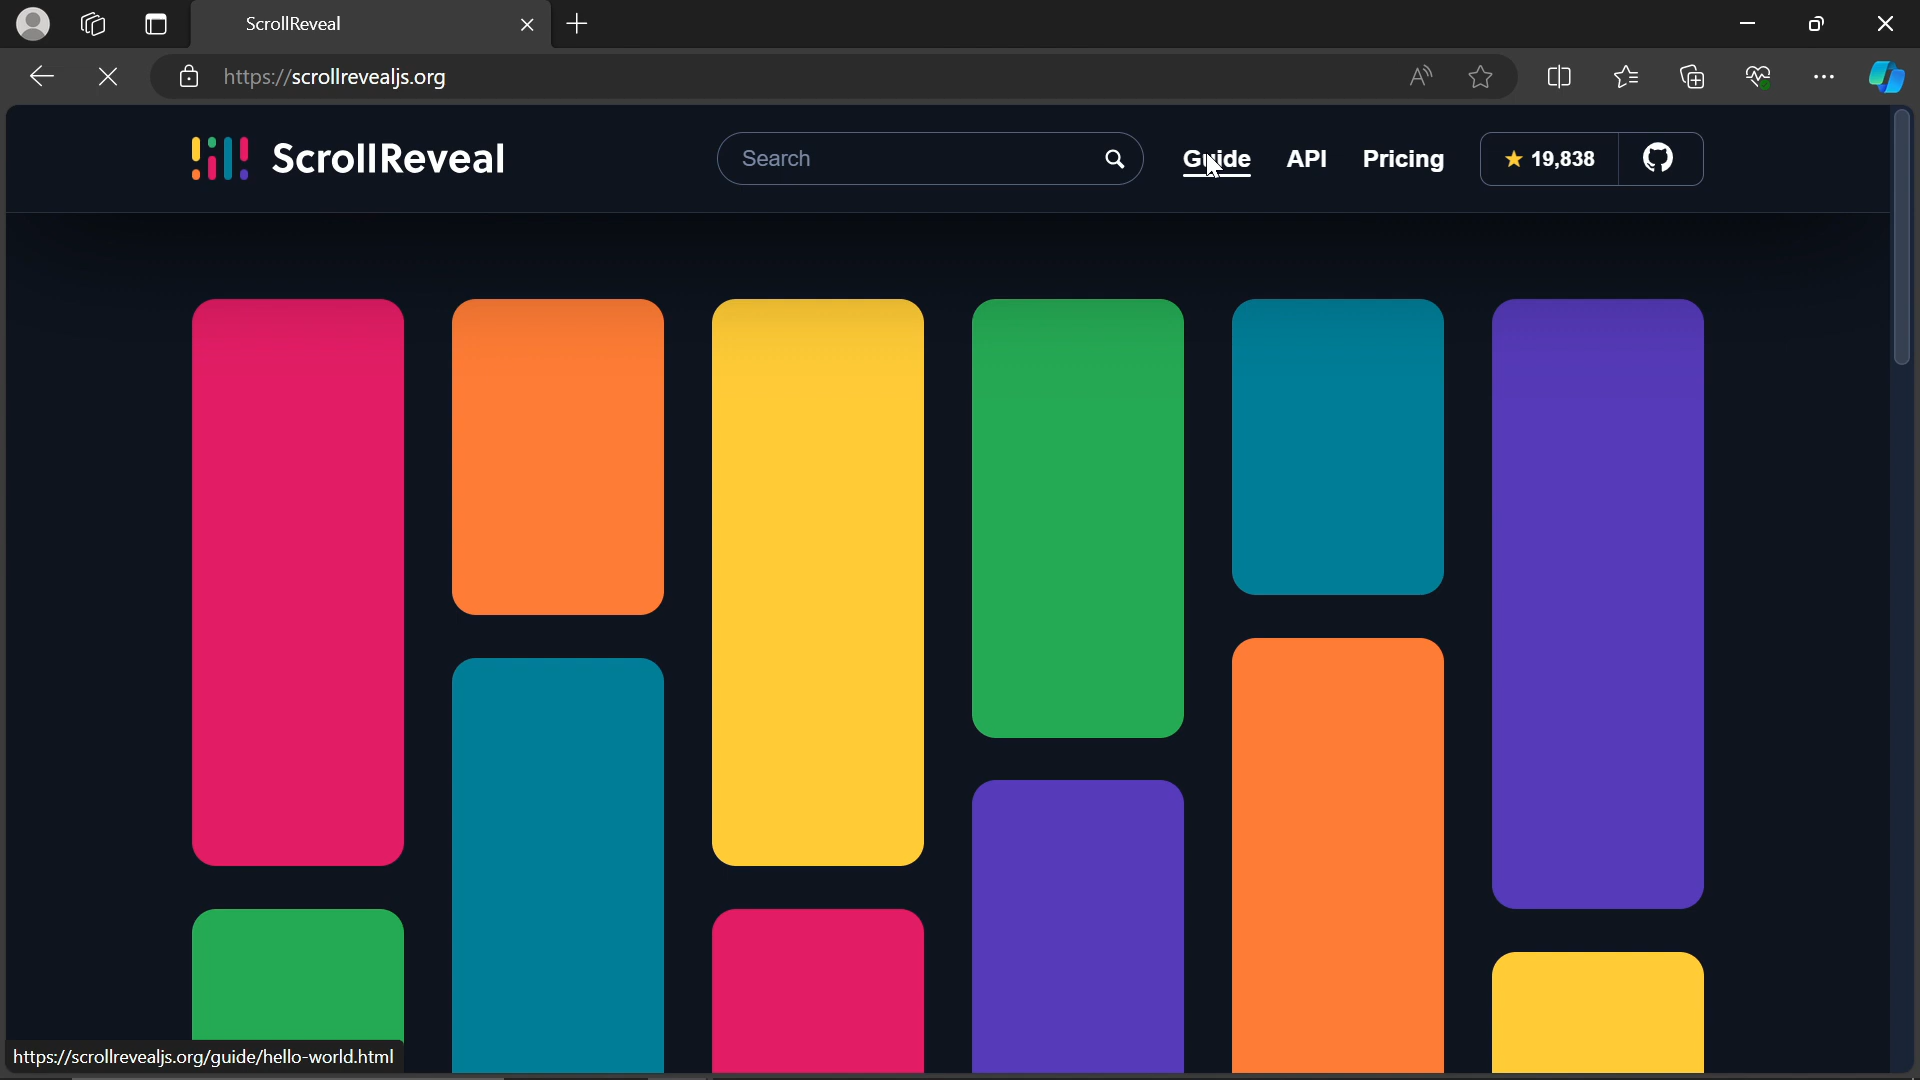 ScrollReveal
https://scrollrevealjs.org
ScrollReveal
Search
Guide
API
Pricing
19,838
https://scrollrevealjs.org/guide/hello-world.html